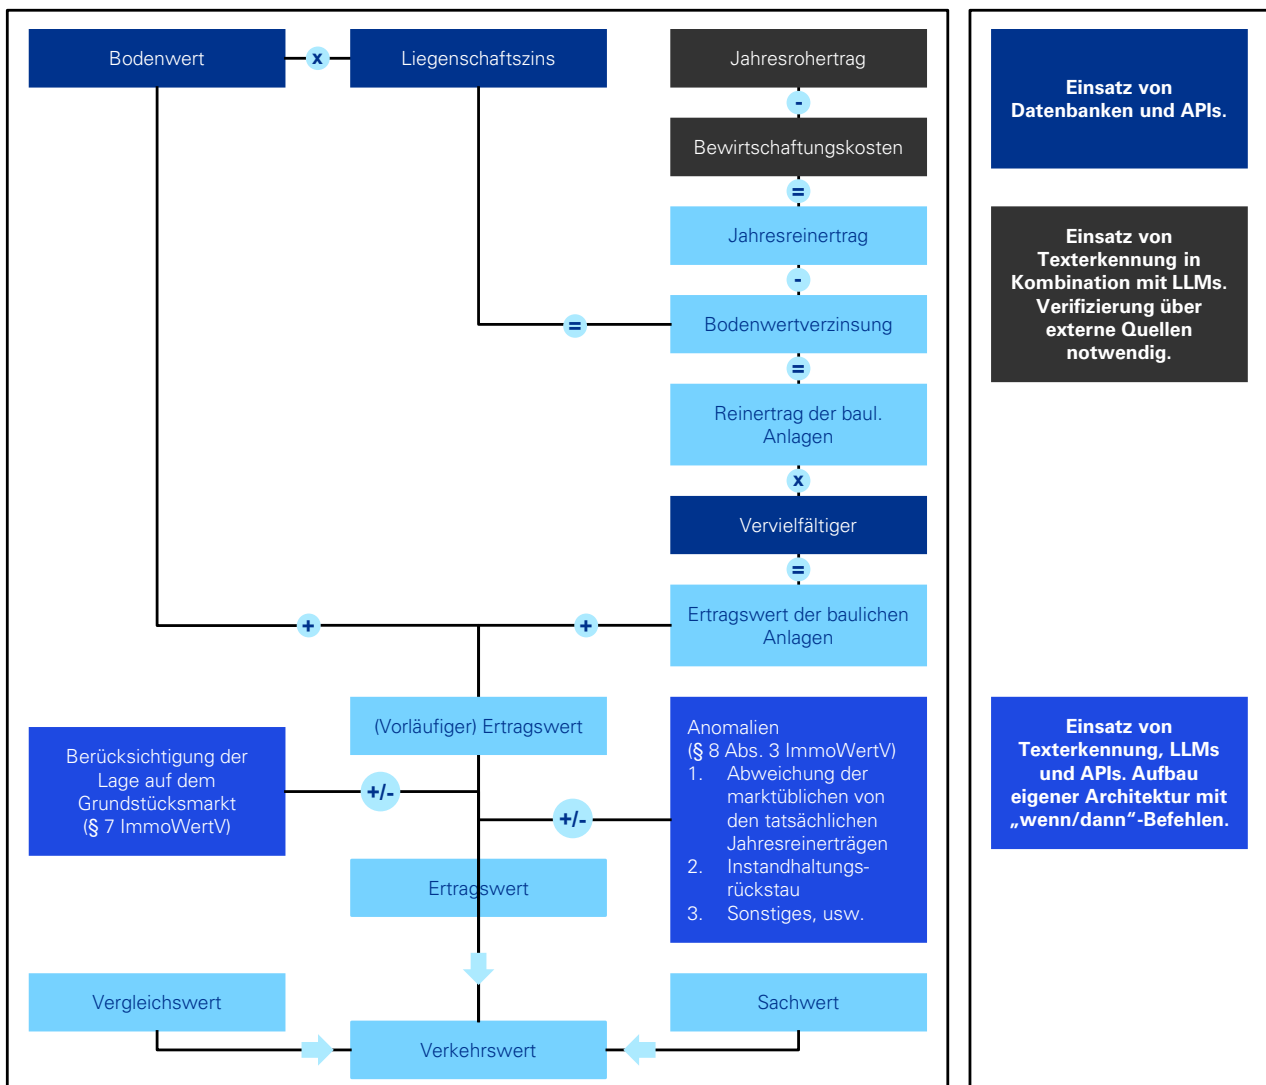 Bodenwert
x
Liegenschaftszins
Jahresrohertrag
-
Bewirtschaftungskosten
=
Jahresreinertrag
-
=
Bodenwertverzinsung
=
Reinertrag der baul.
Anlagen
x
Vervielfältiger
=
Ertragswert der baulichen
Anlagen
+
+
(Vorläufiger) Ertragswert
Berücksichtigung der
Lage auf dem
Grundstücksmarkt
(§ 7 ImmoWertV)
+/-
+/-
Anomalien
(§ 8 Abs. 3 ImmoWertV)
1. Abweichung der
marktüblichen von
den tatsächlichen
Jahresreinerträgen
2. Instandhaltungs-
rückstau
3. Sonstiges, usw.
Ertragswert
Vergleichswert
Sachwert
Verkehrswert
Einsatz von
Datenbanken und APIs.
Einsatz von
Texterkennung in
Kombination mit LLMs.
Verifizierung über
externe Quellen
notwendig.
Einsatz von
Texterkennung, LLMs
und APIs. Aufbau
eigener Architektur mit
„wenn/dann“-Befehlen.